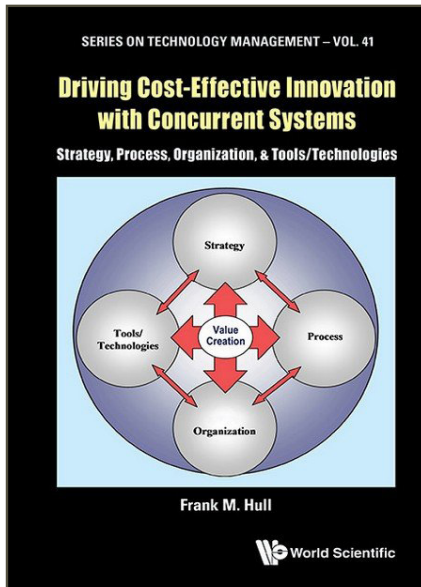 SERIES ON TECHNOLOGY MANAGEMENT – VOL. 41
Driving Cost-Effective Innovation
with Concurrent Systems
Strategy, Process, Organization, & Tools/Technologies
Strategy
Tools/
Technologies
Value
Creation
Process
Organization
Frank M. Hull
World Scientific